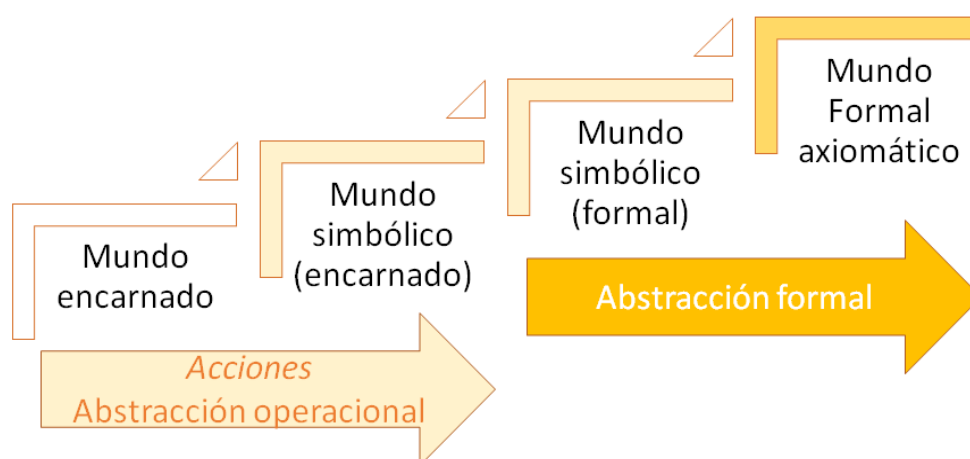 Mundo
encarnado
Mundo
simbólico
(encarnado)
Mundo
simbólico
(formal)
Mundo
Formal
axiomático
Acciones
Abstracción operacional
Abstracción formal